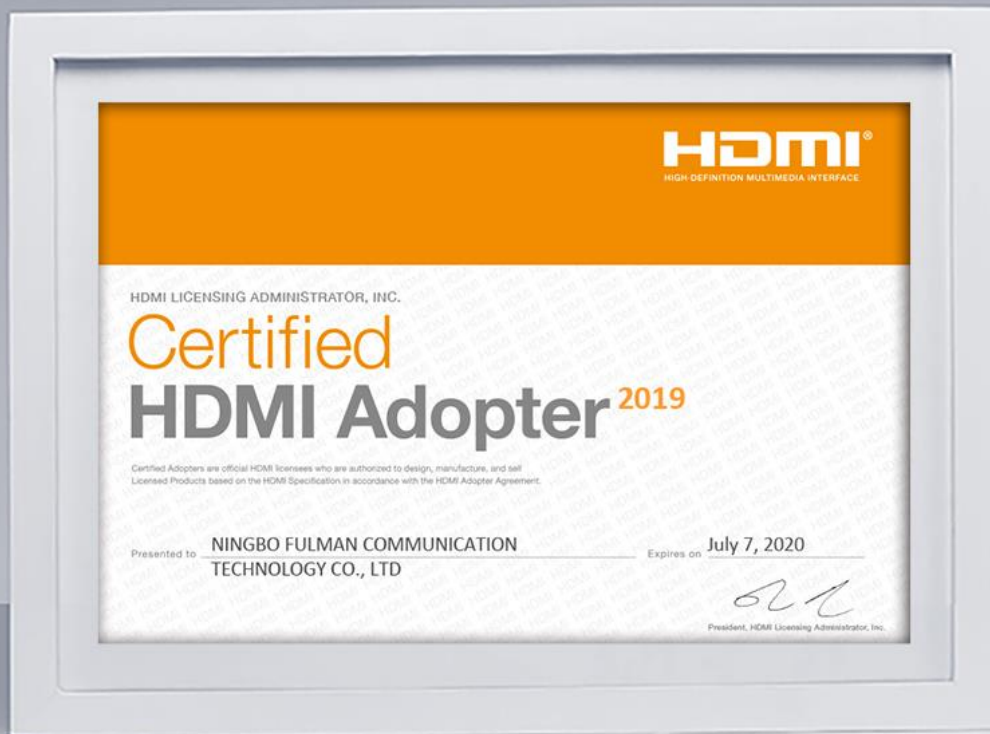 HDMI®
HIGH-DEFINITION MULTIMEDIA INTERFACE
HDMI LICENSING ADMINISTRATOR, INC.
Certified
HDMI Adopter 2019
Certified Adopters are official HDMI licensees who are authorized to design, manufacture, and sell
Licensed Products based on the HDMI Specification in accordance with the HDMI Adopter Agreement.
Presented to NINGBO FULMAN COMMUNICATION
TECHNOLOGY CO., LTD
Expires on July 7, 2020
President, HDMI Licensing Administrator, Inc.